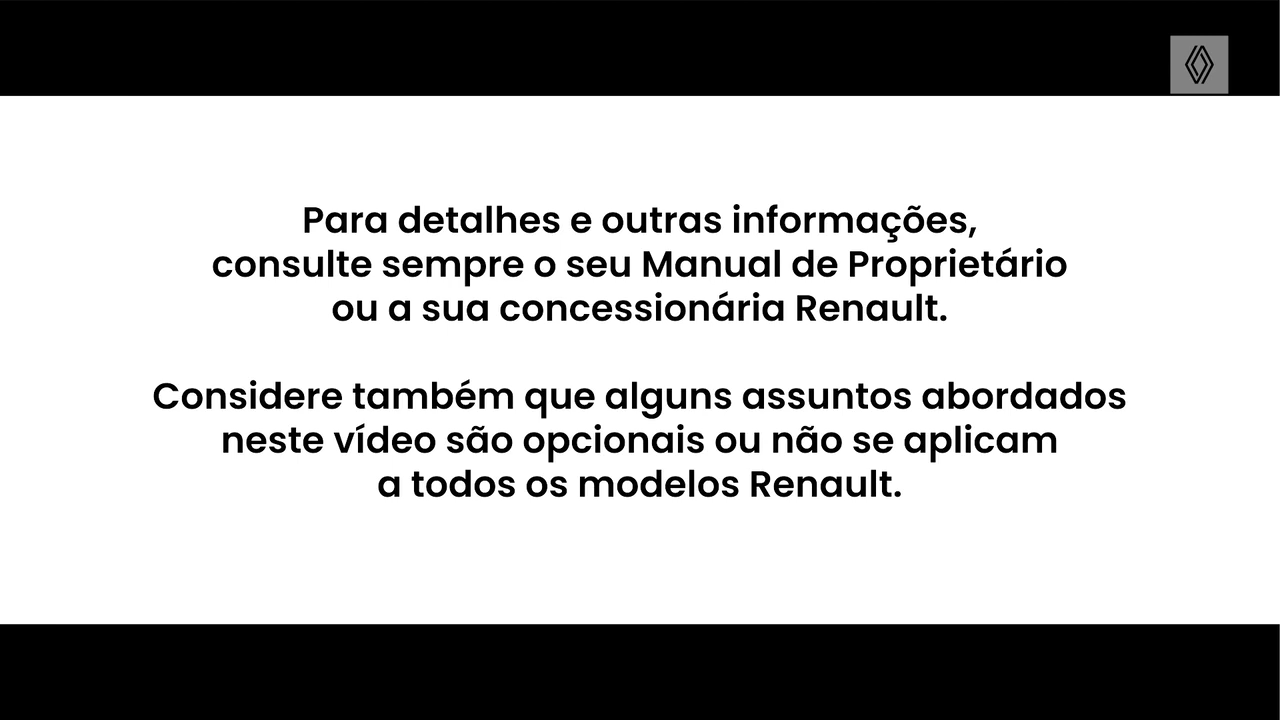 Para detalhes e outras informações,
consulte sempre o seu Manual de Proprietário
ou a sua concessionária Renault.
Considere também que alguns assuntos abordados
neste vídeo são opcionais ou não se aplicam
a todos os modelos Renault.